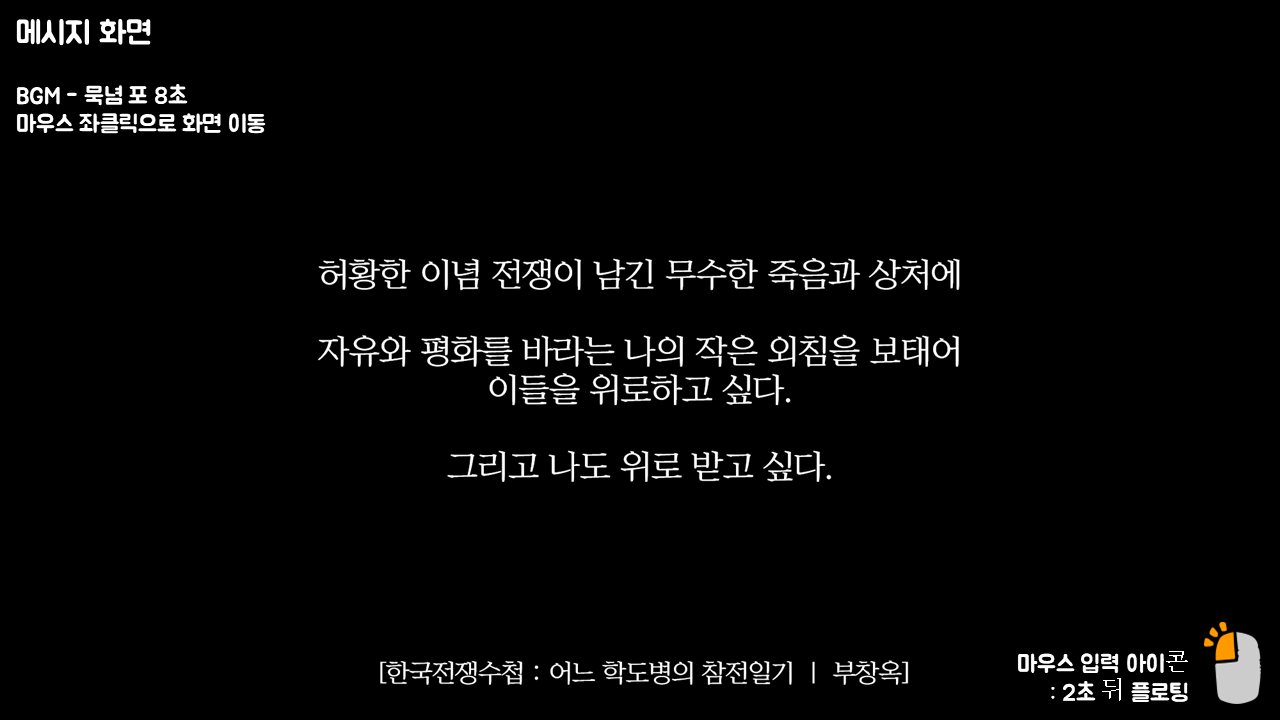 메시지 화면
BGM - 묵념 포 8초
마우스 좌클릭으로 화면 이동
허황한 이념 전쟁이 남긴 무수한 죽음과 상처에
자유와 평화를 바라는 나의 작은 외침을 보태어
이들을 위로하고 싶다.
그리고 나도 위로 받고 싶다.
[한국전쟁수첩 : 어느 학도병의 참전일기 | 부창옥]
마우스 입력 아이콘
: 2초 뒤 플로팅